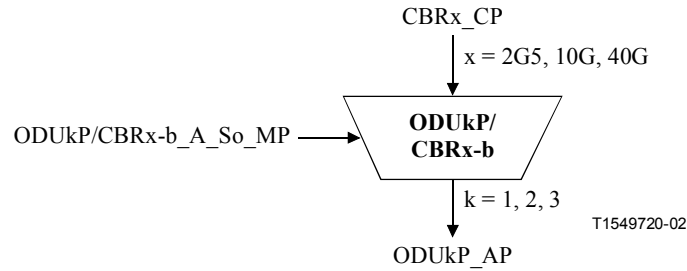 CBRx_CP
x = 2G5, 10G, 40G
ODUkP/CBRx-b_A_So_MP
ODUkP/
CBRx-b
k = 1, 2, 3
T1549720-02
ODUkP_AP